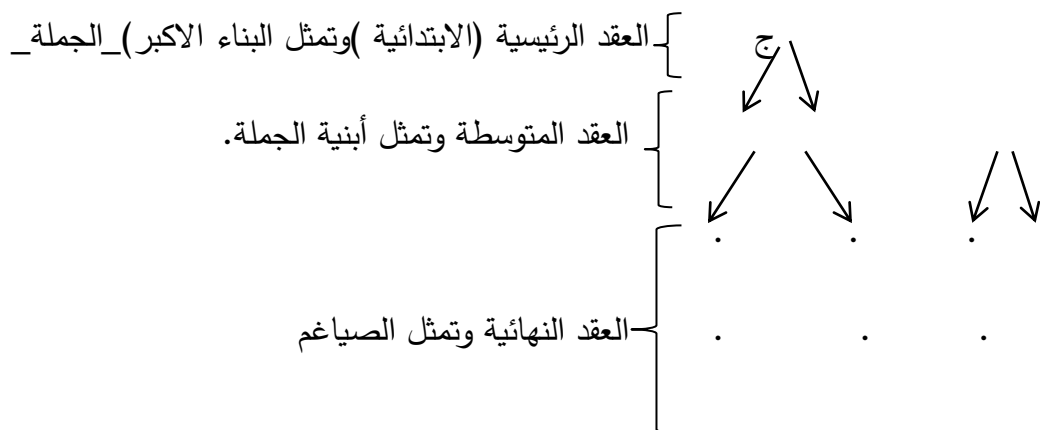 ج العقد الرئيسية (الابتدائية )وتمثل البناء الاكبر)_الجملة_
العقد المتوسطة وتمثل أبنية الجملة.
. . .
العقد النهائية وتمثل الصياغم
. . .